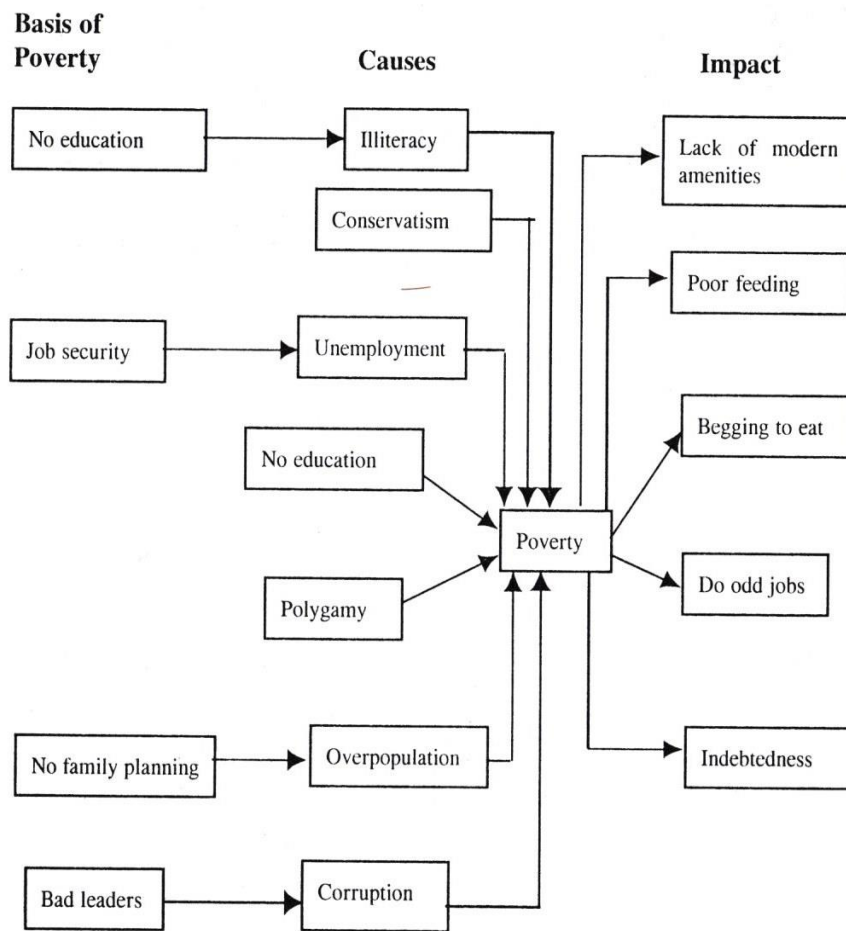 Basis of
Poverty
Causes
Impact
No education
Illiteracy
Lack of modern
amenities
Conservatism
Poor feeding
Job security
Unemployment
Begging to eat
No education
Poverty
Do odd jobs
Polygamy
No family planning
Overpopulation
Indebtedness
Bad leaders
Corruption